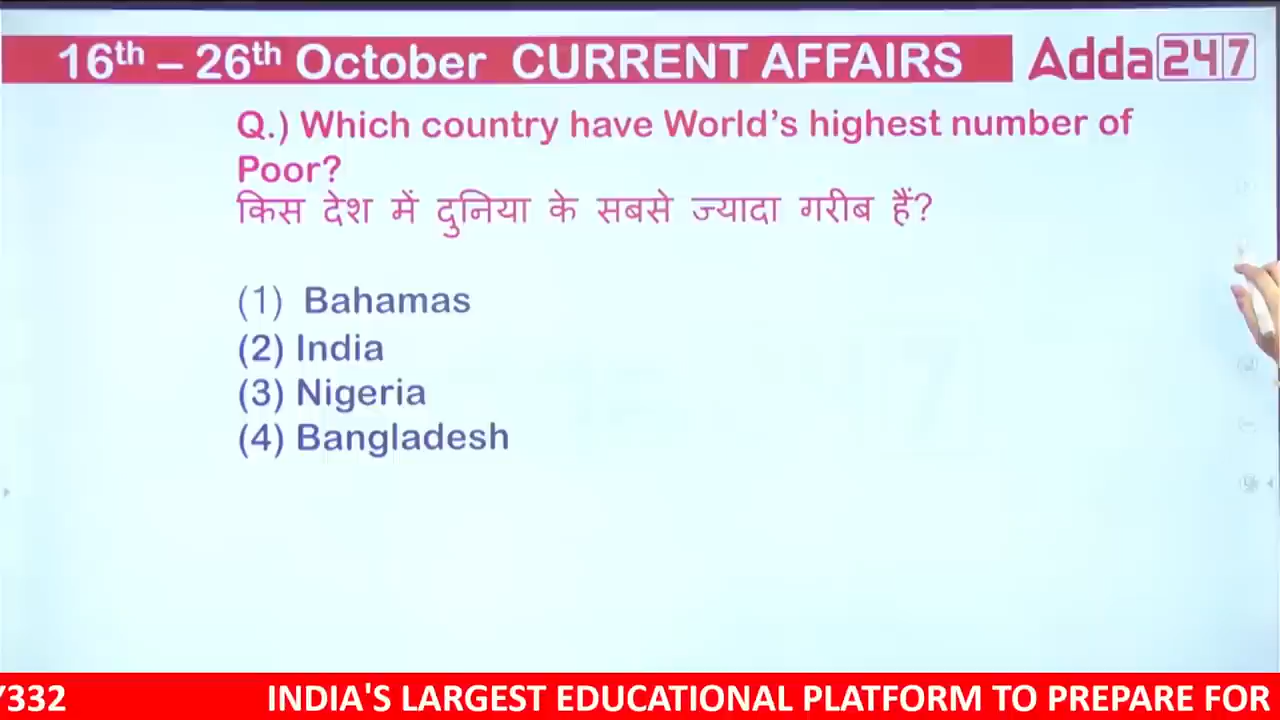 16th – 26th October CURRENT AFFAIRS
Adda247
Q.) Which country have World's highest number of
Poor?
किस देश में दुनिया के सबसे ज्यादा गरीब हैं?
(1) Bahamas
(2) India
(3) Nigeria
(4) Bangladesh
/332
INDIA'S LARGEST EDUCATIONAL PLATFORM TO PREPARE FOR